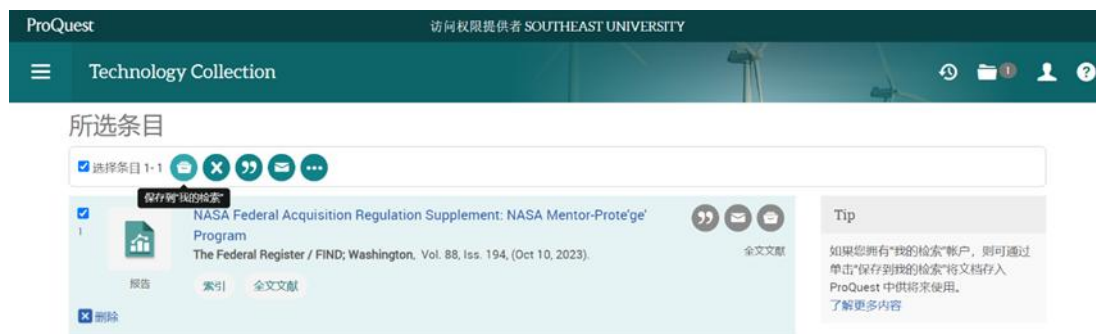 ProQuest 访问权限提供者 SOUTHEAST UNIVERSITY
Technology Collection 1 ?
所选条目
选择条目 1-1
保存到"我的检索"
1
NASA Federal Acquisition Regulation Supplement: NASA Mentor-Prote'ge'
Program
The Federal Register / FIND; Washington, Vol. 88, Iss. 194, (Oct 10, 2023).
全文文献
报告
索引 全文文献
删除
Tip
如果您拥有"我的检索"帐户，则可通过
单击"保存到我的检索"将文档存入
ProQuest 中供将来使用。
了解更多内容